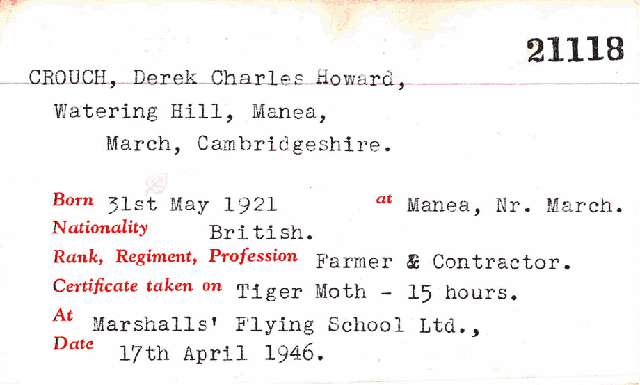 21118
CROUCH, Derek Charles Howard,
Watering Hill, Manea,
March, Cambridgeshire.
Born 31st May 1921 at Manea, Nr. March.
Nationality British.
Rank, Regiment, Profession Farmer & Contractor.
Certificate taken on Tiger Moth - 15 hours.
At Marshalls' Flying School Ltd.,
Date 17th April 1946.